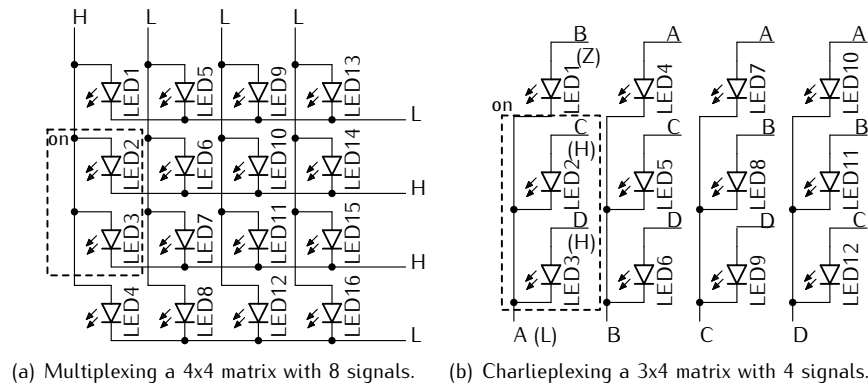 H L L L
LED1 LED5 LED9 LED13
L
on
LED2 LED6 LED10 LED14
H
LED3 LED7 LED11 LED15
H
LED4 LED8 LED12 LED16
L
(a) Multiplexing a 4x4 matrix with 8 signals.
B A A A
(Z)
LED1 LED4 LED7 LED10
on
C C B B
(H)
LED2 LED5 LED8 LED11
D D D C
(H)
LED3 LED6 LED9 LED12
A (L) B C D
(b) Charlieplexing a 3x4 matrix with 4 signals.